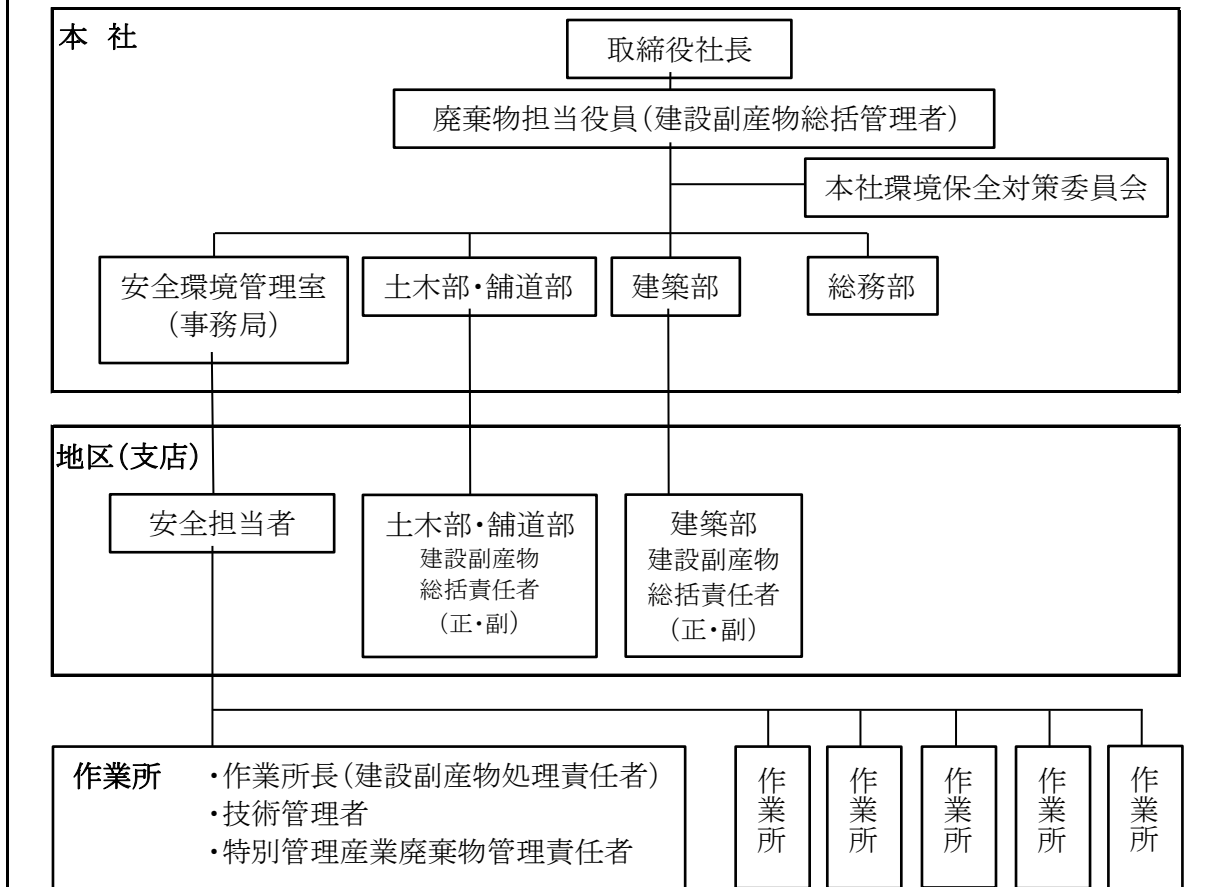 本 社
取締役社長
廃棄物担当役員(建設副産物総括管理者)
本社環境保全対策委員会
安全環境管理室
(事務局)
土木部・舗道部
建築部
総務部
地区(支店)
安全担当者
土木部・舗道部
建設副産物
総括責任者
(正・副)
建築部
建設副産物
総括責任者
(正・副)
作業所
・作業所長(建設副産物処理責任者)
・技術管理者
・特別管理産業廃棄物管理責任者
作業所
作業所
作業所
作業所
作業所